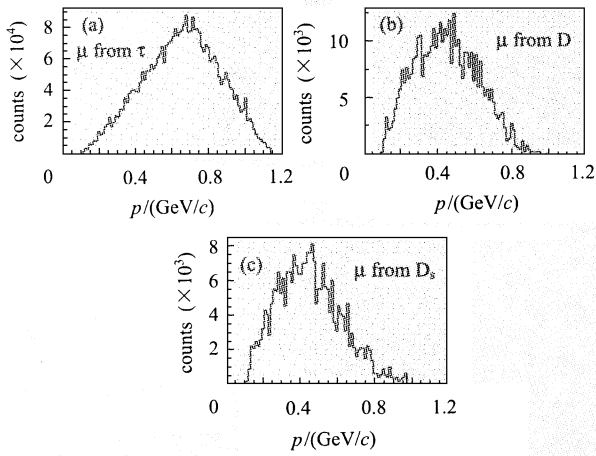 (a)
μ from τ
counts (×10⁴)
8
6
4
2
0
0.4
0.8
1.2
p/(GeV/c)
(b)
μ from D
counts (×10³)
10
5
0
0.4
0.8
1.2
p/(GeV/c)
(c)
μ from Dₛ
counts (×10³)
8
6
4
2
0
0.4
0.8
1.2
p/(GeV/c)